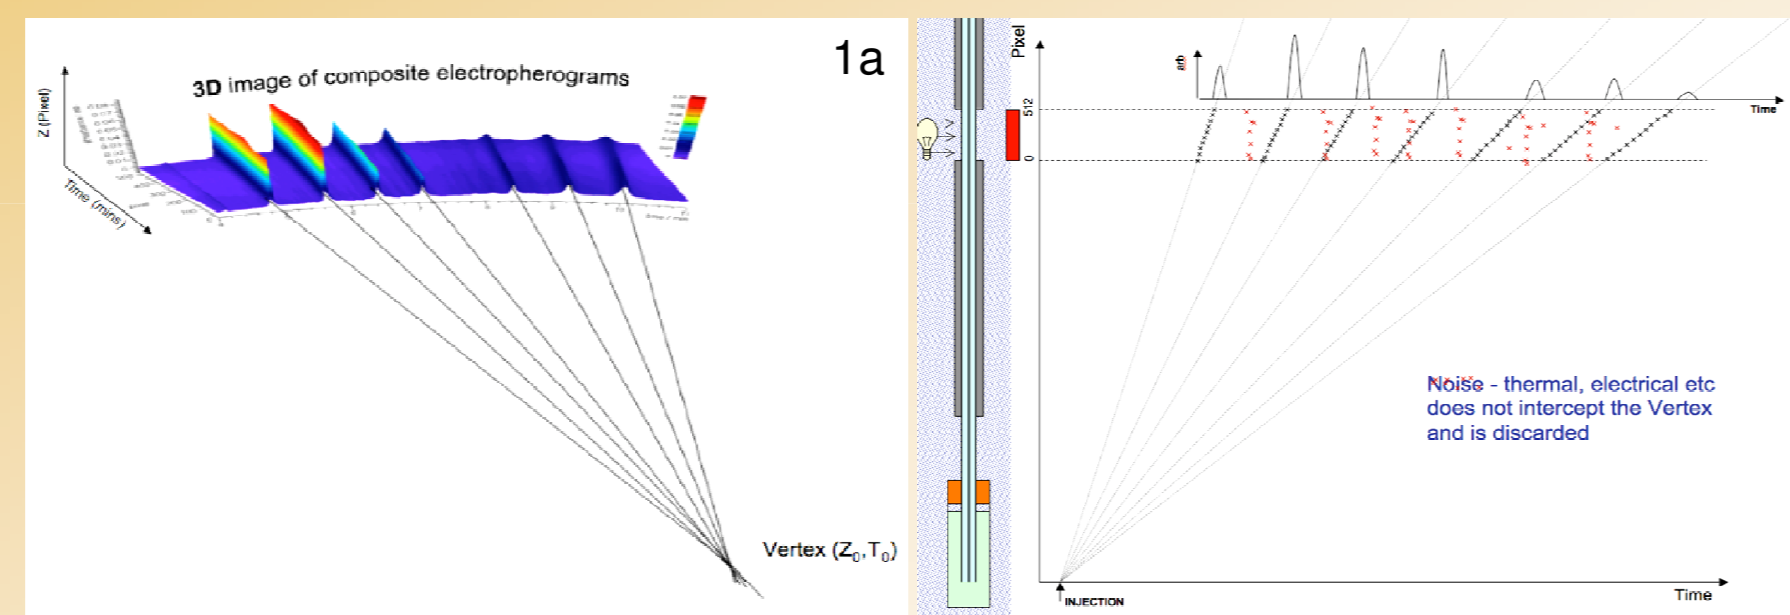 1a
3D image of composite electropherograms
Z (Pixel)
Time (mins)
Vertex (Z0,T0)
Pixel
512
0
arb
Time
Noise - thermal, electrical etc
does not intercept the Vertex
and is discarded
INJECTION
Time